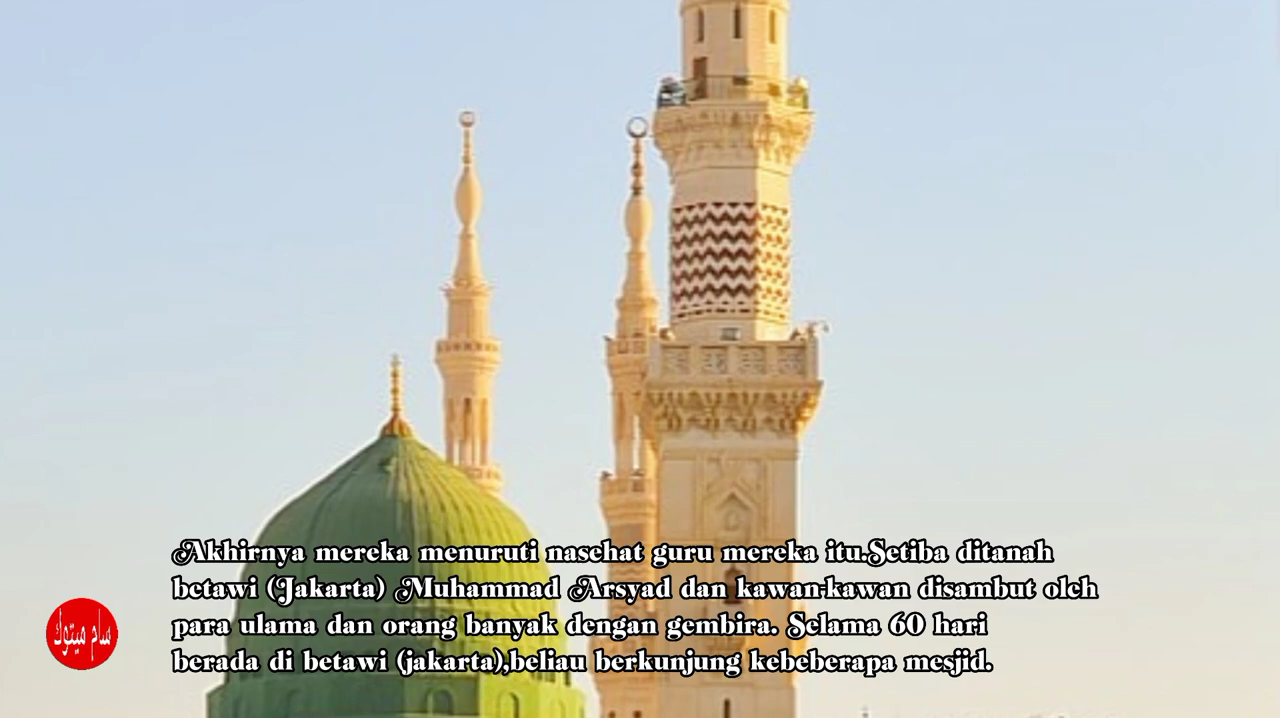 Akhirnya mereka menuruti nasehat guru mereka itu.Setiba ditanah
betawi (Jakarta) Muhammad Arsyad dan kawan-kawan disambut oleh
para ulama dan orang banyak dengan gembira. Selama 60 hari
berada di betawi (jakarta),beliau berkunjung kebeberapa mesjid.
سام ميتوك